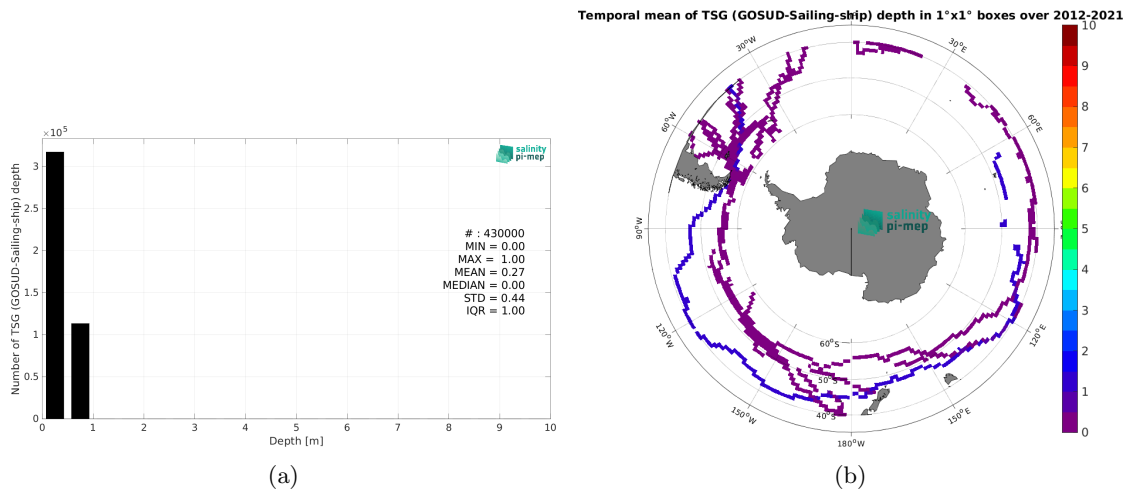 Temporal mean of TSG (GOSUD-Sailing-ship) depth in 1°x1° boxes over 2012-2021
×10⁵
Number of TSG (GOSUD-Sailing-ship) depth
3
2.5
2
1.5
1
0.5
0
0 1 2 3 4 5 6 7 8 9 10
Depth [m]
salinity
pi-mep
# : 430000
MIN = 0.00
MAX = 1.00
MEAN = 0.27
MEDIAN = 0.00
STD = 0.44
IQR = 1.00
(a)
30°W
30°E
60°W
60°E
90°W
120°W
120°E
150°W
150°E
180°W
60°S
50°S
40°S
salinity
pi-mep
10
9
8
7
6
5
4
3
2
1
0
(b)